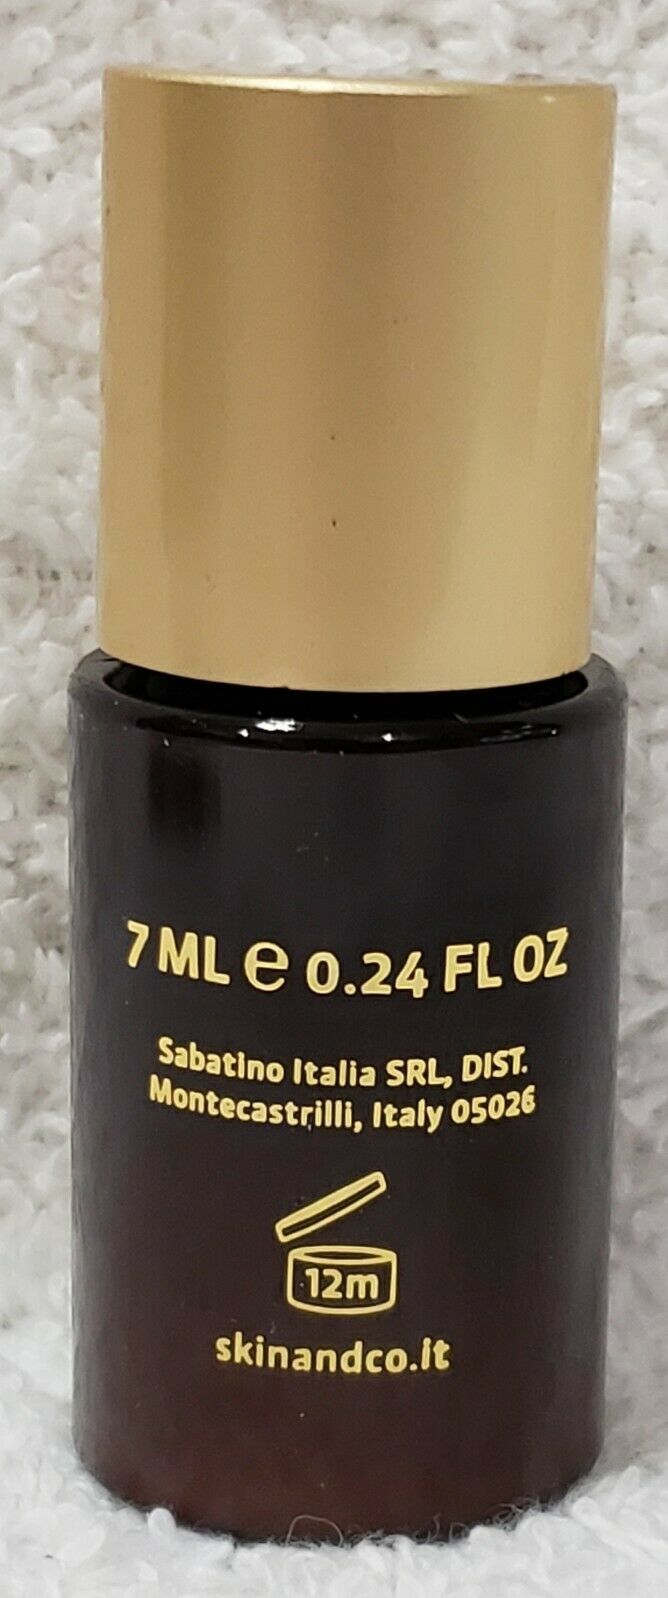 7 ML ℮ 0.24 FL OZ
Sabatino Italia SRL, DIST.
Montecastrilli, Italy 05026
12m
skinandco.it